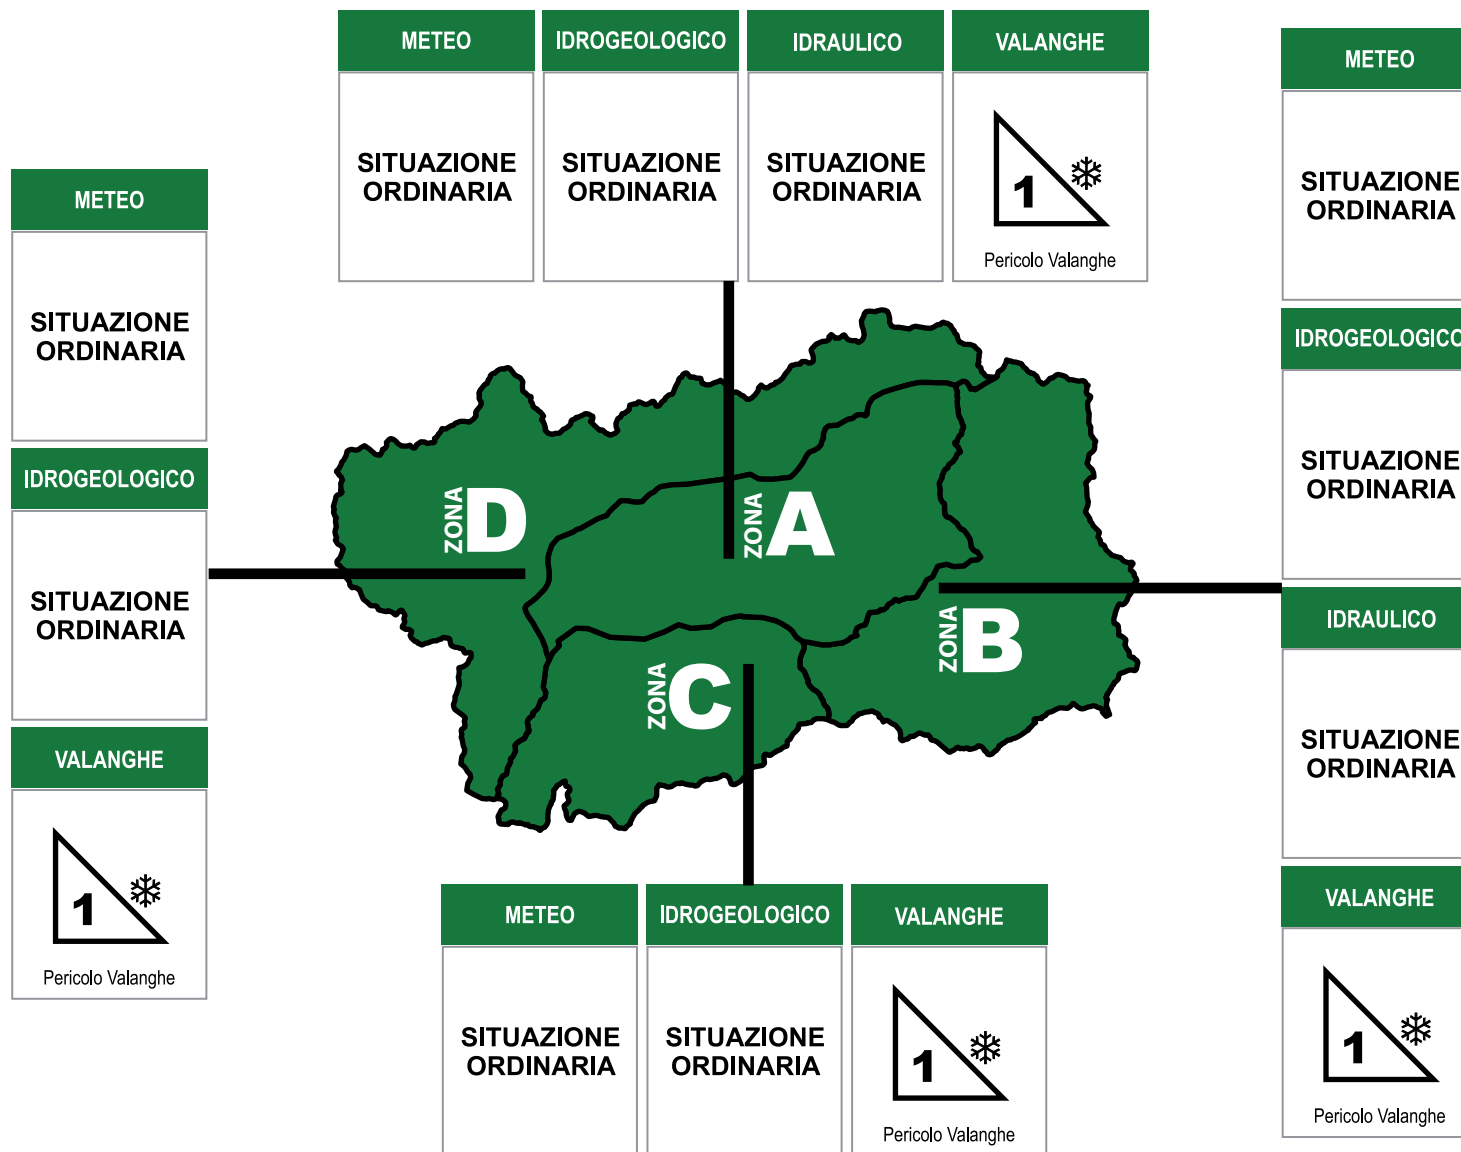 METEO
IDROGEOLOGICO
IDRAULICO
VALANGHE
SITUAZIONE
ORDINARIA
SITUAZIONE
ORDINARIA
SITUAZIONE
ORDINARIA
1
Pericolo Valanghe
METEO
SITUAZIONE
ORDINARIA
IDROGEOLOGICO
SITUAZIONE
ORDINARIA
VALANGHE
1
Pericolo Valanghe
ZONA D
ZONA A
ZONA B
ZONA C
METEO
SITUAZIONE
ORDINARIA
IDROGEOLOGICO
SITUAZIONE
ORDINARIA
IDRAULICO
SITUAZIONE
ORDINARIA
VALANGHE
1
Pericolo Valanghe
METEO
IDROGEOLOGICO
VALANGHE
SITUAZIONE
ORDINARIA
SITUAZIONE
ORDINARIA
1
Pericolo Valanghe